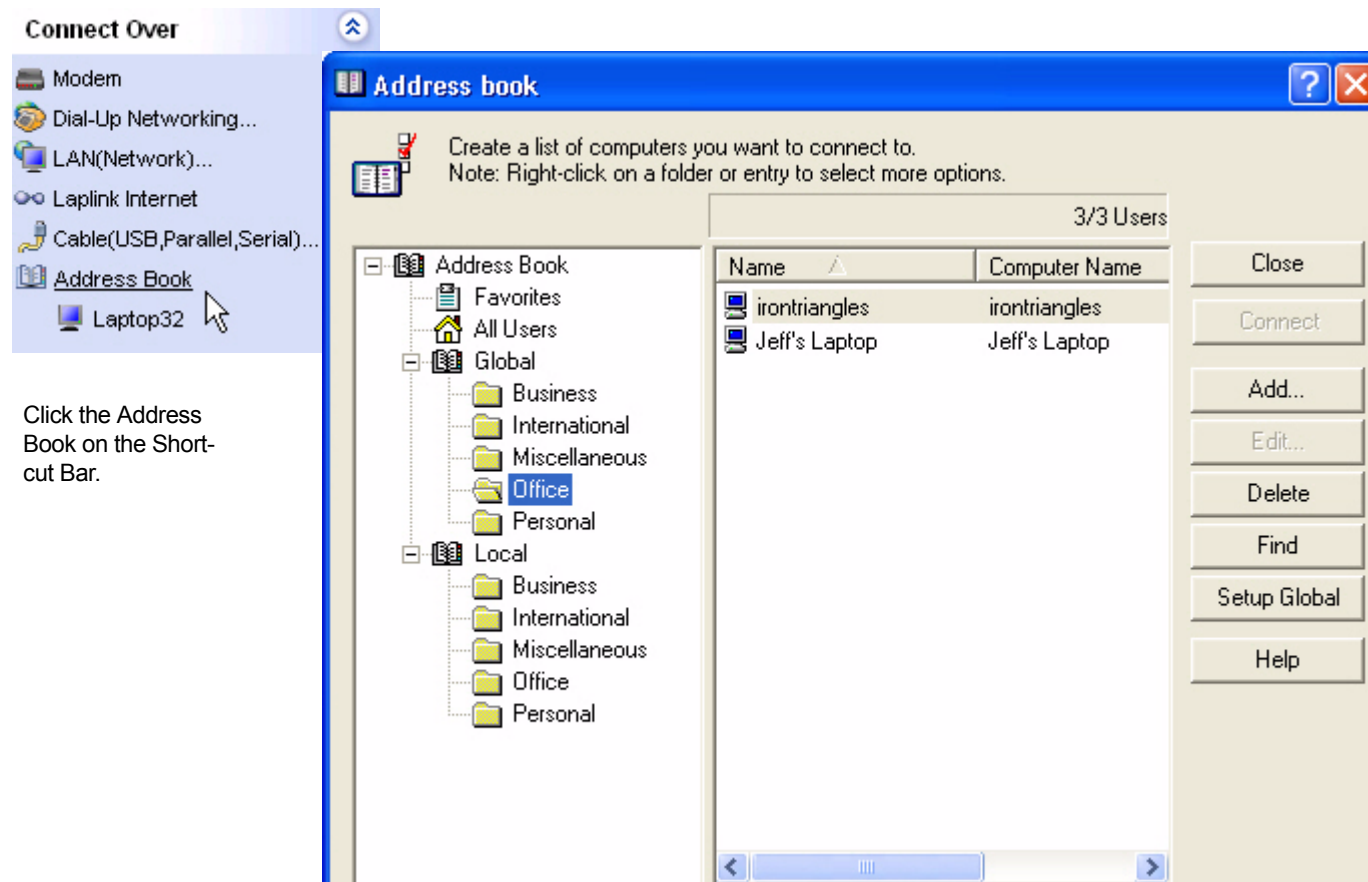 Connect Over
Modem
Dial-Up Networking...
LAN(Network)...
Laplink Internet
Cable(USB,Parallel,Serial)...
Address Book
Laptop32
Click the Address
Book on the Short-
cut Bar.
Address book
Create a list of computers you want to connect to.
Note: Right-click on a folder or entry to select more options.
3/3 Users
Address Book
Favorites
All Users
Global
Business
International
Miscellaneous
Office
Personal
Local
Business
International
Miscellaneous
Office
Personal
Name Computer Name
irontriangles irontriangles
Jeff's Laptop Jeff's Laptop
Close
Connect
Add...
Edit...
Delete
Find
Setup Global
Help